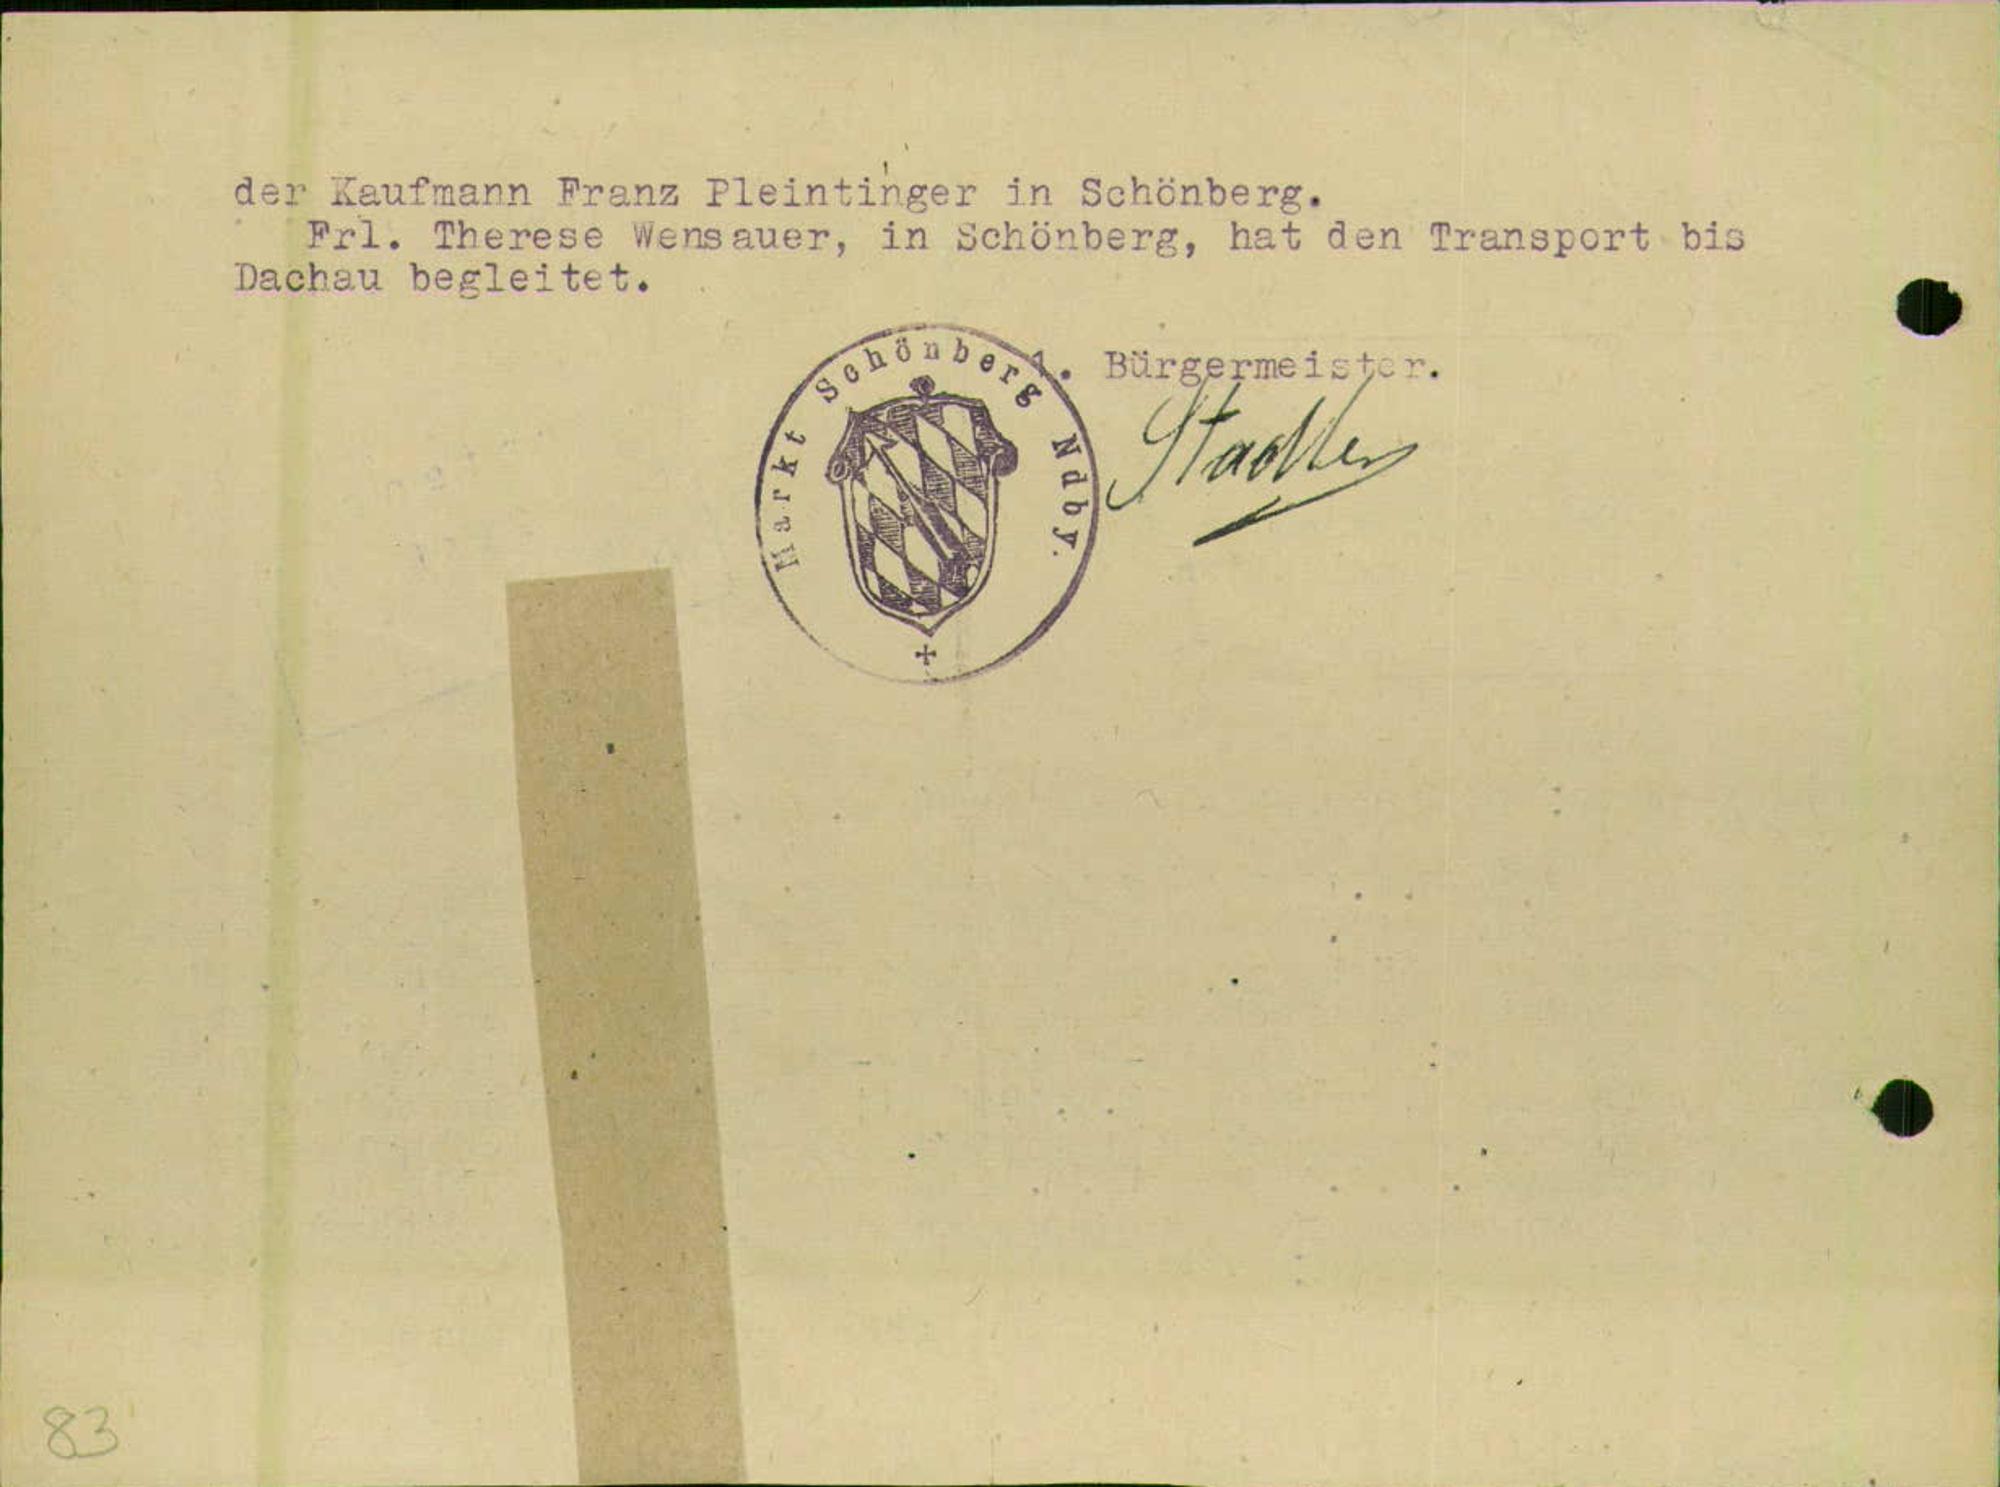 der Kaufmann Franz Pleintinger in Schönberg.
Frl. Therese Wensauer, in Schönberg, hat den Transport bis
Dachau begleitet.
1. Bürgermeister.
Stadler
Markt Schönberg Ndby.
83